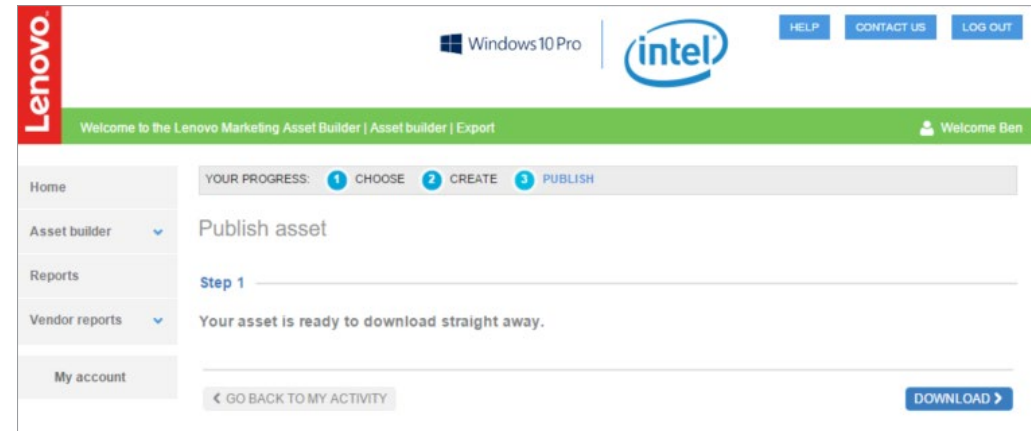 Lenovo.
Windows 10 Pro
intel
HELP
CONTACT US
LOG OUT
Welcome to the Lenovo Marketing Asset Builder | Asset builder | Export
Welcome Ben
Home
Asset builder
Reports
Vendor reports
My account
YOUR PROGRESS: 1 CHOOSE 2 CREATE 3 PUBLISH
Publish asset
Step 1
Your asset is ready to download straight away.
GO BACK TO MY ACTIVITY
DOWNLOAD